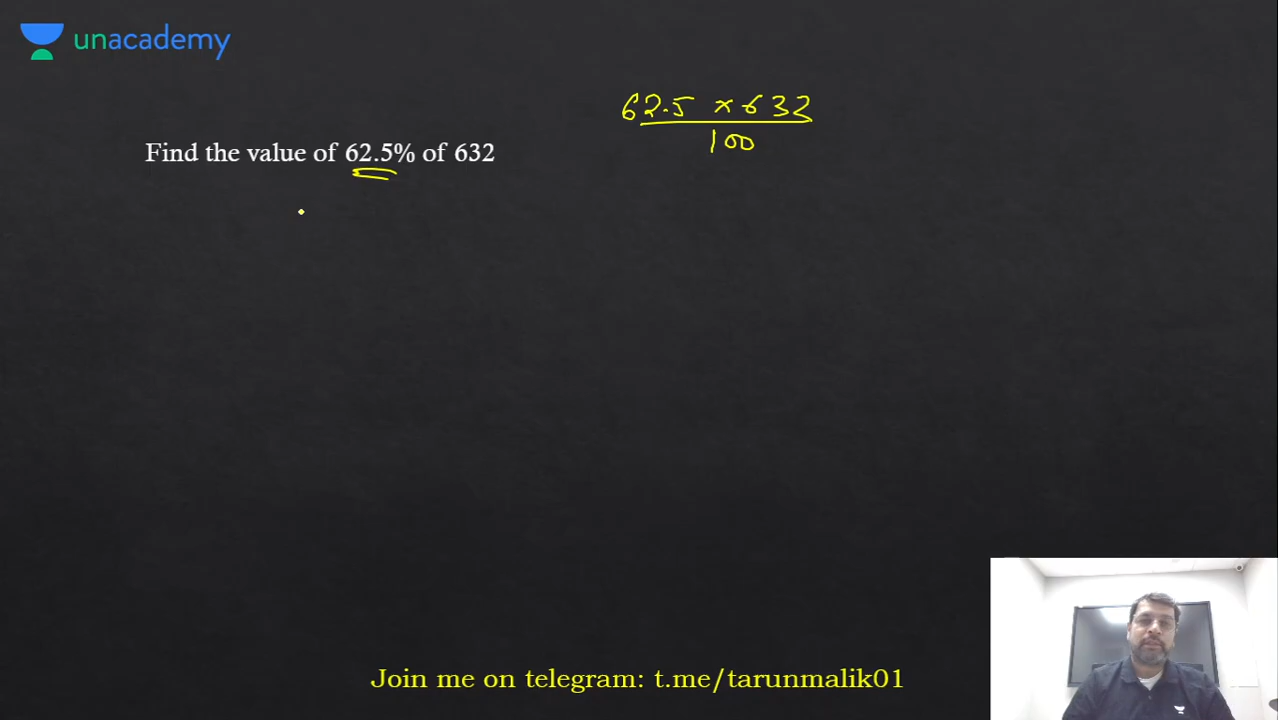 unacademy
62.5 × 632
100
Find the value of 62.5% of 632
Join me on telegram: t.me/tarunmalik01